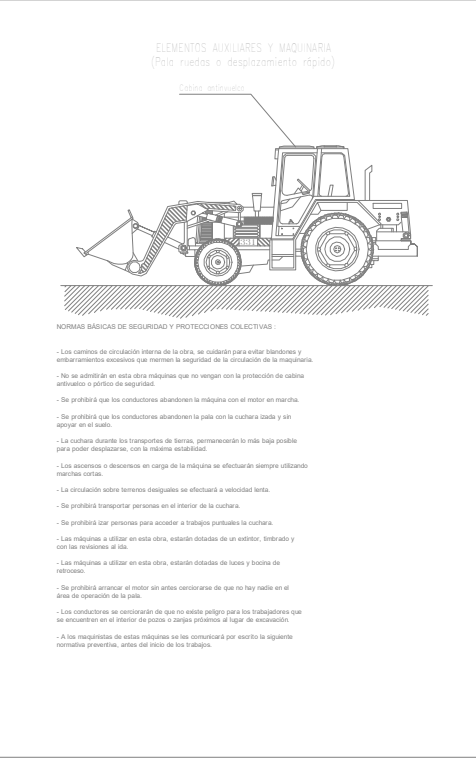 ELEMENTOS AUXILIARES Y MAQUINARIA
(Pala ruedas o desplazamiento rápido)
Cabina antivuelco
NORMAS BÁSICAS DE SEGURIDAD Y PROTECCIONES COLECTIVAS :
- Los caminos de circulación interna de la obra, se cuidarán para evitar blandones y
embarramientos excesivos que mermen la seguridad de la circulación de la maquinaria.
- No se admitirán en esta obra máquinas que no vengan con la protección de cabina
antivuelco o pórtico de seguridad.
- Se prohibirá que los conductores abandonen la máquina con el motor en marcha.
- Se prohibirá que los conductores abandonen la pala con la cuchara izada y sin
apoyar en el suelo.
- La cuchara durante los transportes de tierras, permanecerán lo más baja posible
para poder desplazarse, con la máxima estabilidad.
- Los ascensos o descensos en carga de la máquina se efectuarán siempre utilizando
marchas cortas.
- La circulación sobre terrenos desiguales se efectuará a velocidad lenta.
- Se prohibirá transportar personas en el interior de la cuchara.
- Se prohibirá izar personas para acceder a trabajos puntuales la cuchara.
- Las máquinas a utilizar en esta obra, estarán dotadas de un extintor, timbrado y
con las revisiones al ida.
- Las máquinas a utilizar en esta obra, estarán dotadas de luces y bocina de
retroceso.
- Se prohibirá arrancar el motor sin antes cerciorarse de que no hay nadie en el
área de operación de la pala.
- Los conductores se cerciorarán de que no existe peligro para los trabajadores que
se encuentren en el interior de pozos o zanjas próximos al lugar de excavación.
- A los maquinistas de estas máquinas se les comunicará por escrito la siguiente
normativa preventiva, antes del inicio de los trabajos.